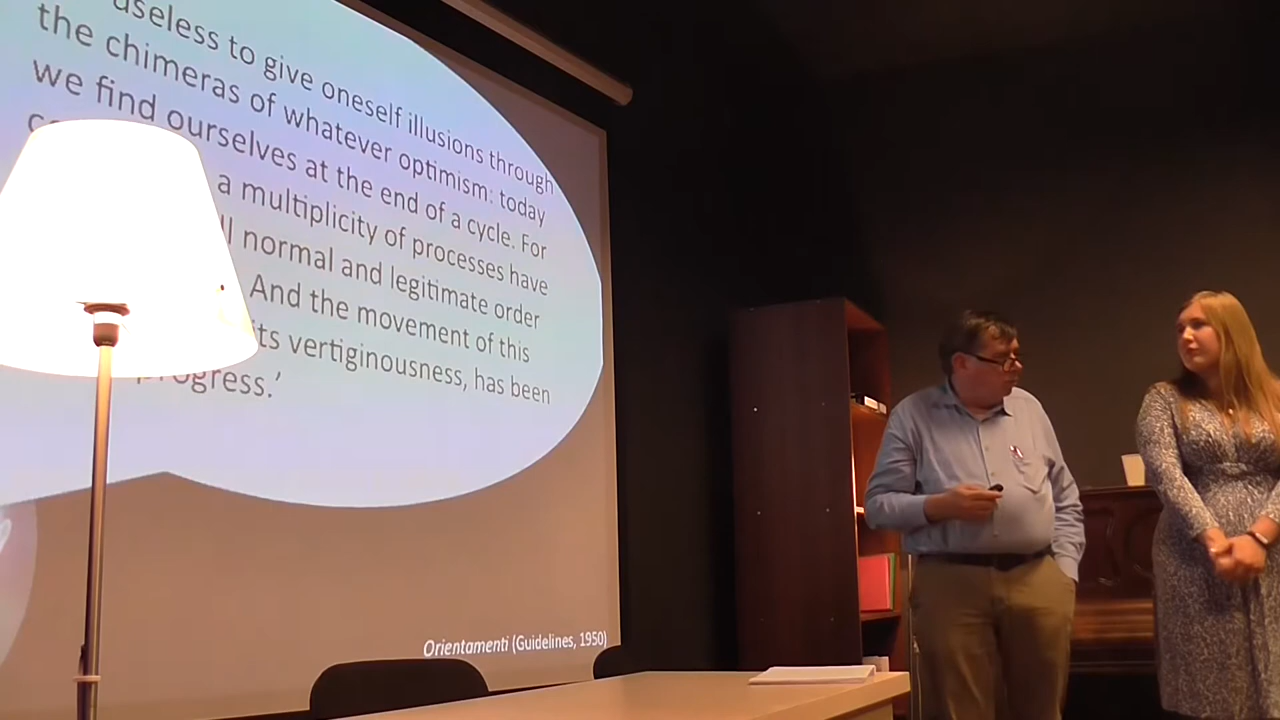 useless to give oneself illusions through
the chimeras of whatever optimism: today
we find ourselves at the end of a cycle. For
a multiplicity of processes have
normal and legitimate order
And the movement of this
its vertiginousness, has been
progress.’
Orientamenti (Guidelines, 1950)